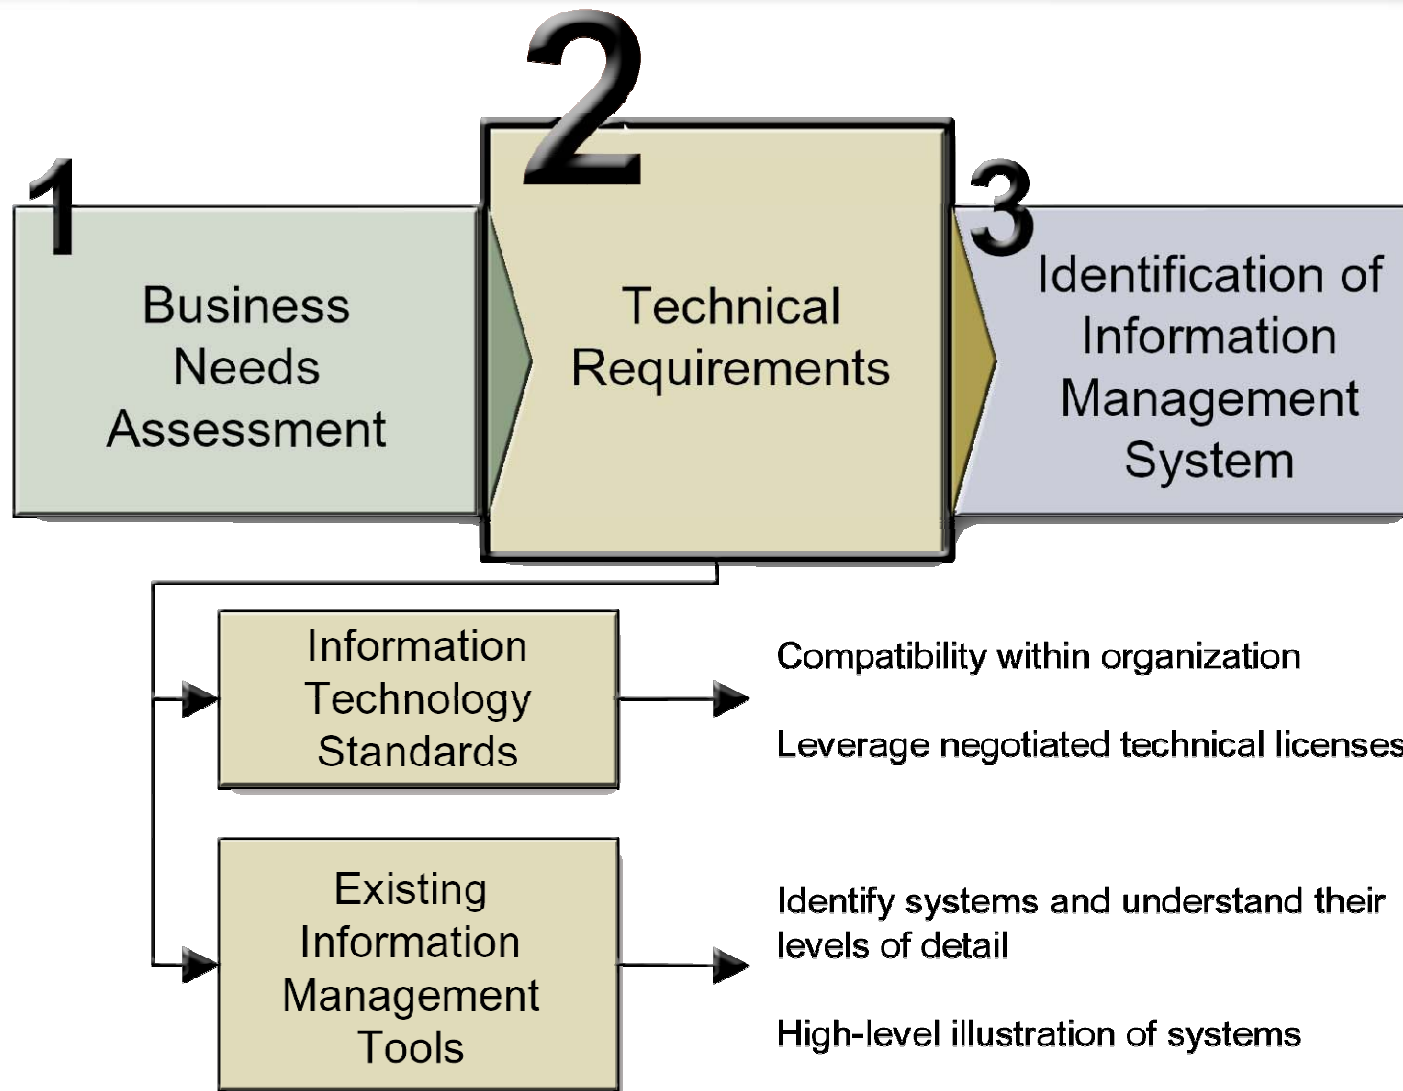 1
Business
Needs
Assessment
2
Technical
Requirements
3
Identification of
Information
Management
System
Information
Technology
Standards
Compatibility within organization
Leverage negotiated technical licenses
Existing
Information
Management
Tools
Identify systems and understand their
levels of detail
High-level illustration of systems